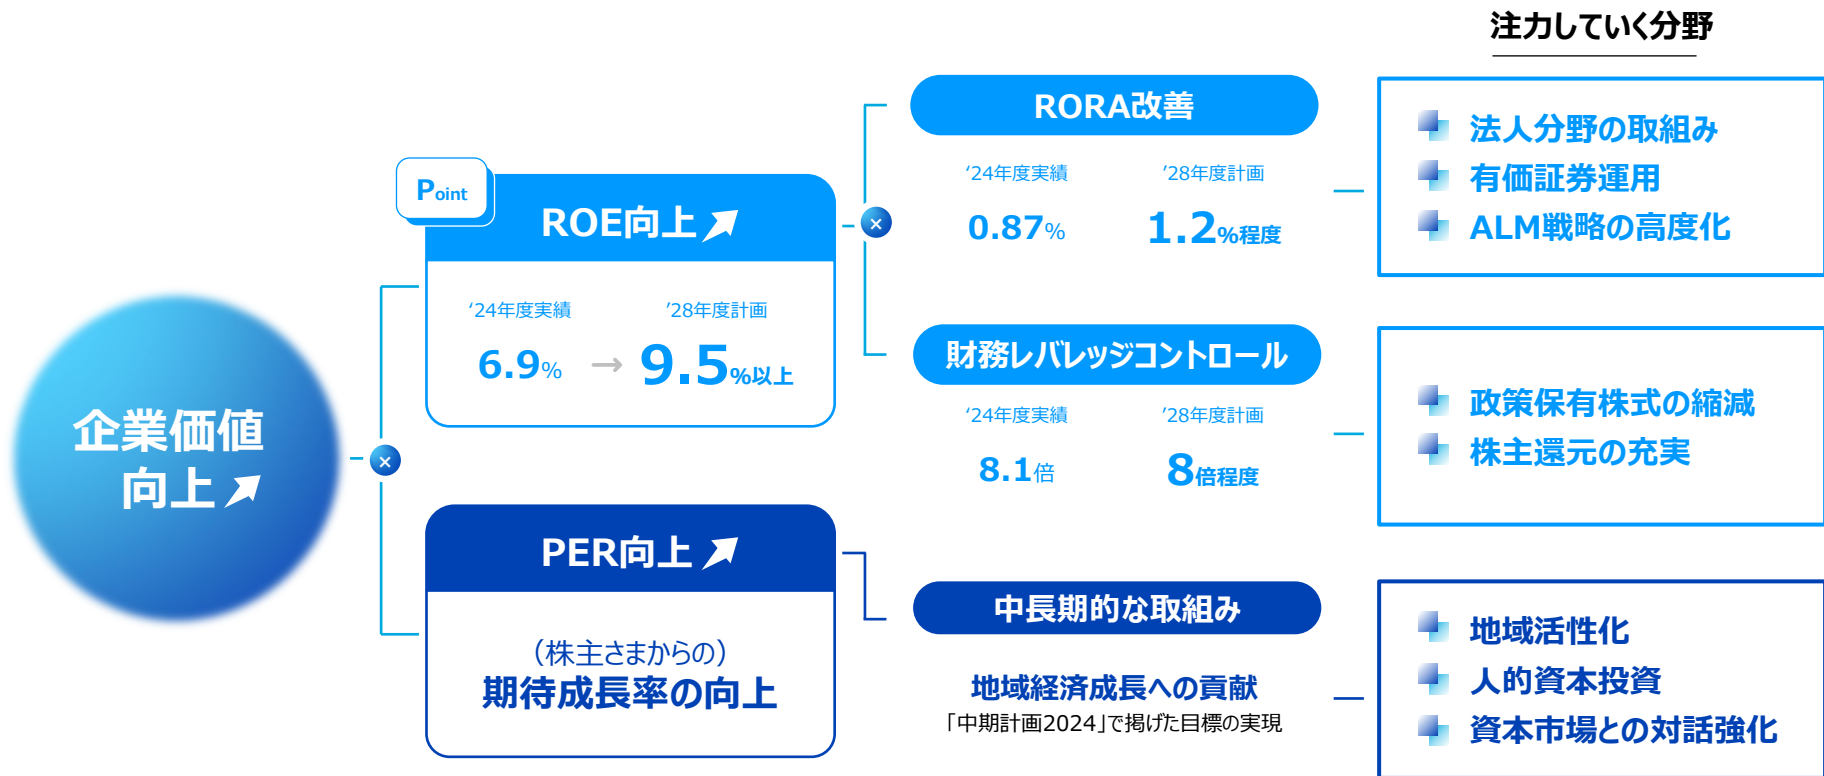 注力していく分野
企業価値
向上
×
Point
ROE向上
‘24年度実績 ’28年度計画
6.9% → 9.5%以上
PER向上
（株主さまからの）
期待成長率の向上
×
RORA改善
‘24年度実績 ’28年度計画
0.87% 1.2%程度
財務レバレッジコントロール
‘24年度実績 ’28年度計画
8.1倍 8倍程度
中長期的な取組み
地域経済成長への貢献
「中期計画2024」で掲げた目標の実現
法人分野の取組み
有価証券運用
ALM戦略の高度化
政策保有株式の縮減
株主還元の充実
地域活性化
人的資本投資
資本市場との対話強化